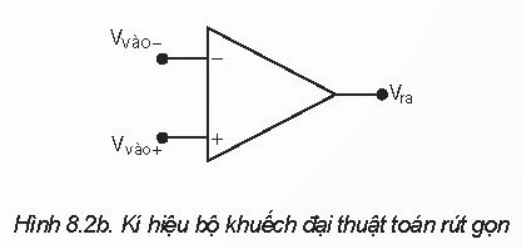 Vvào−
−
Vra
+
Vvào+
Hình 8.2b. Kí hiệu bộ khuếch đại thuật toán rút gọn